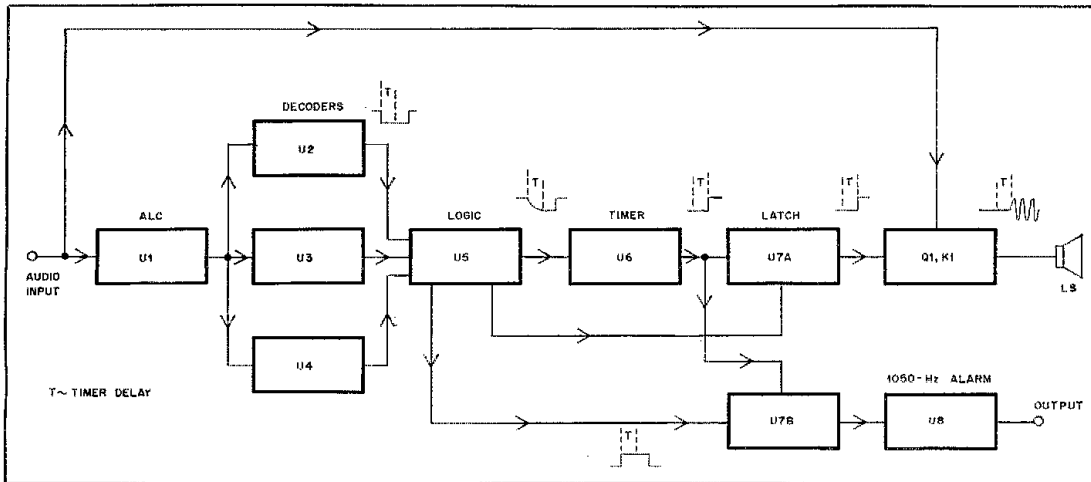 DECODERS
T
U2
ALC
U1
AUDIO
INPUT
U3
U4
T~ TIMER DELAY
LOGIC
U5
T
TIMER
U6
T
LATCH
U7A
T
Q1, K1
T
LS
U7B
T
1050-Hz ALARM
U8
OUTPUT